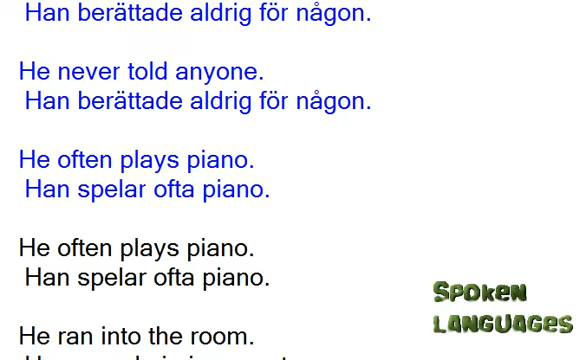 Han berättade aldrig för någon.
He never told anyone.
Han berättade aldrig för någon.
He often plays piano.
Han spelar ofta piano.
He often plays piano.
Han spelar ofta piano.
He ran into the room.
SPOKEN
LANGUAGES